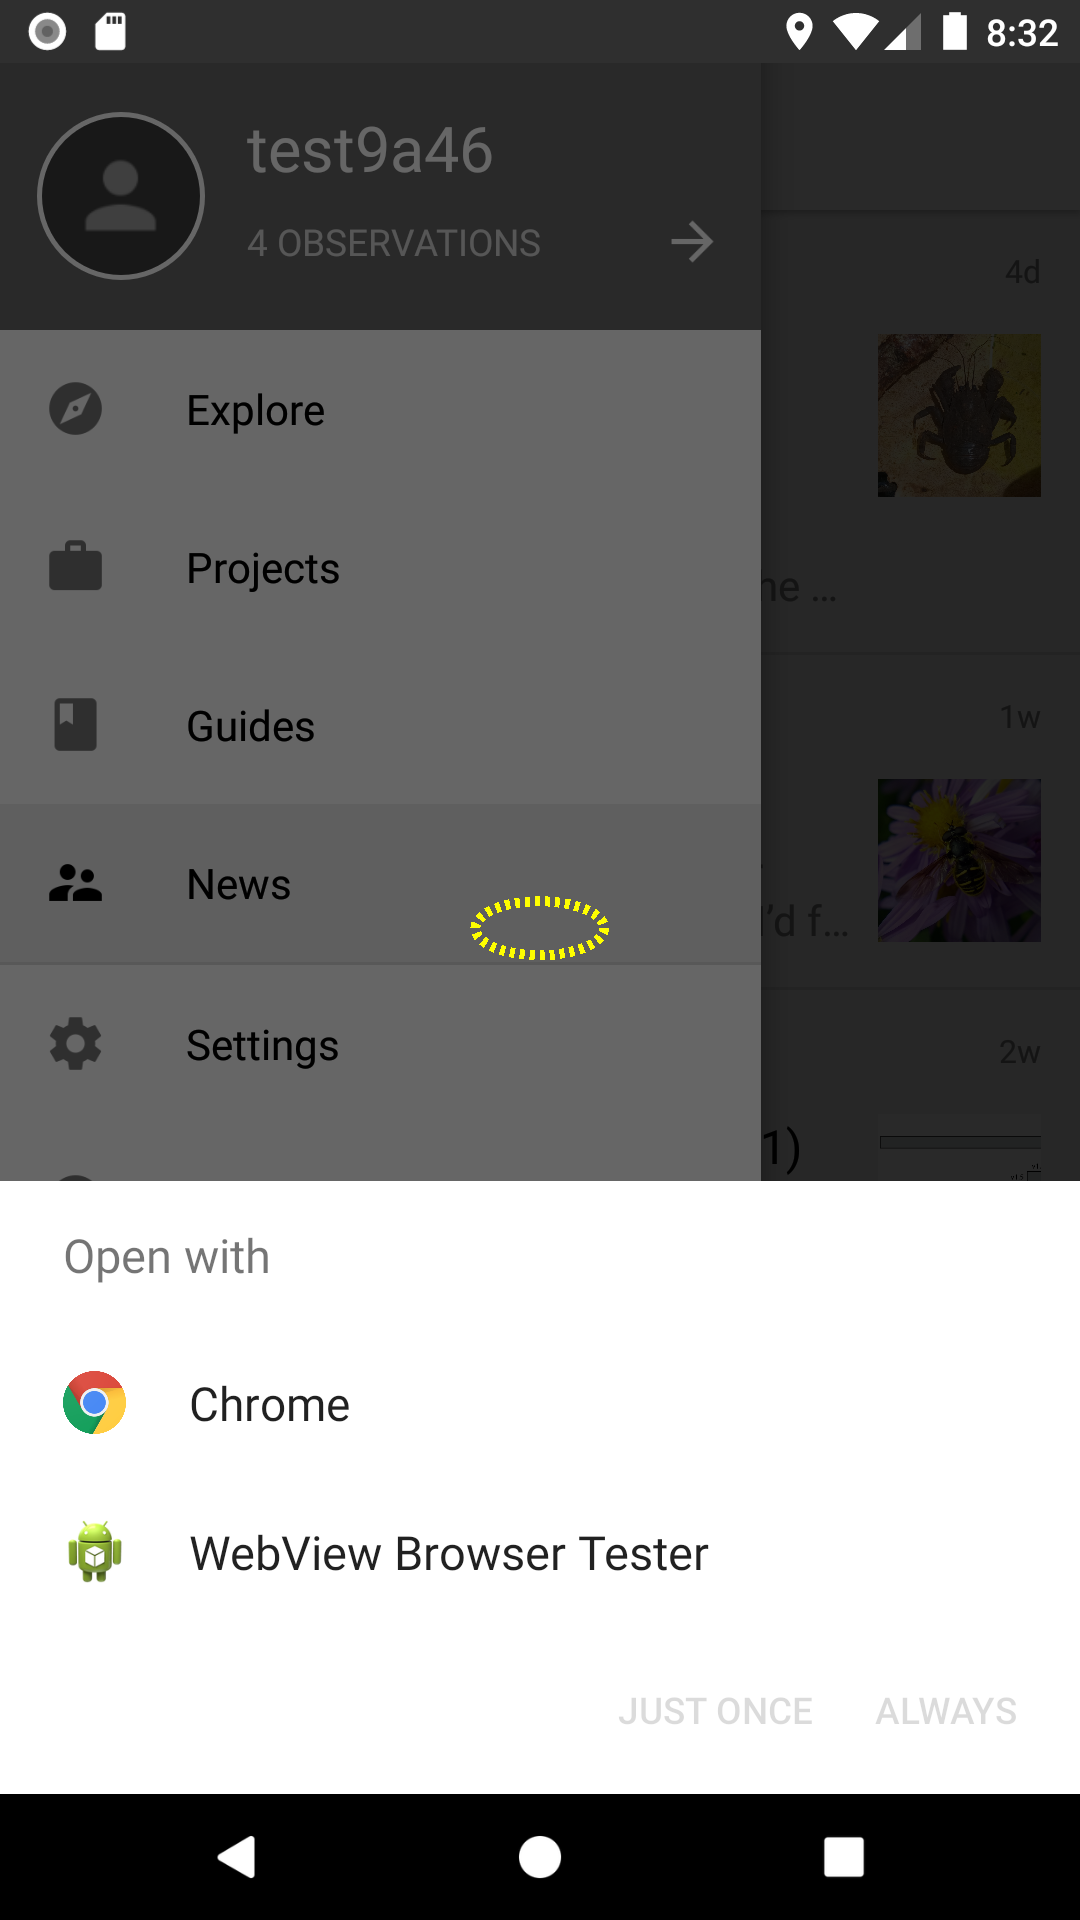 8:32
test9a46
4 OBSERVATIONS
4d
Explore
Projects
he ...
Guides
1w
News
'd f...
Settings
2w
1)
Open with
Chrome
WebView Browser Tester
JUST ONCE ALWAYS